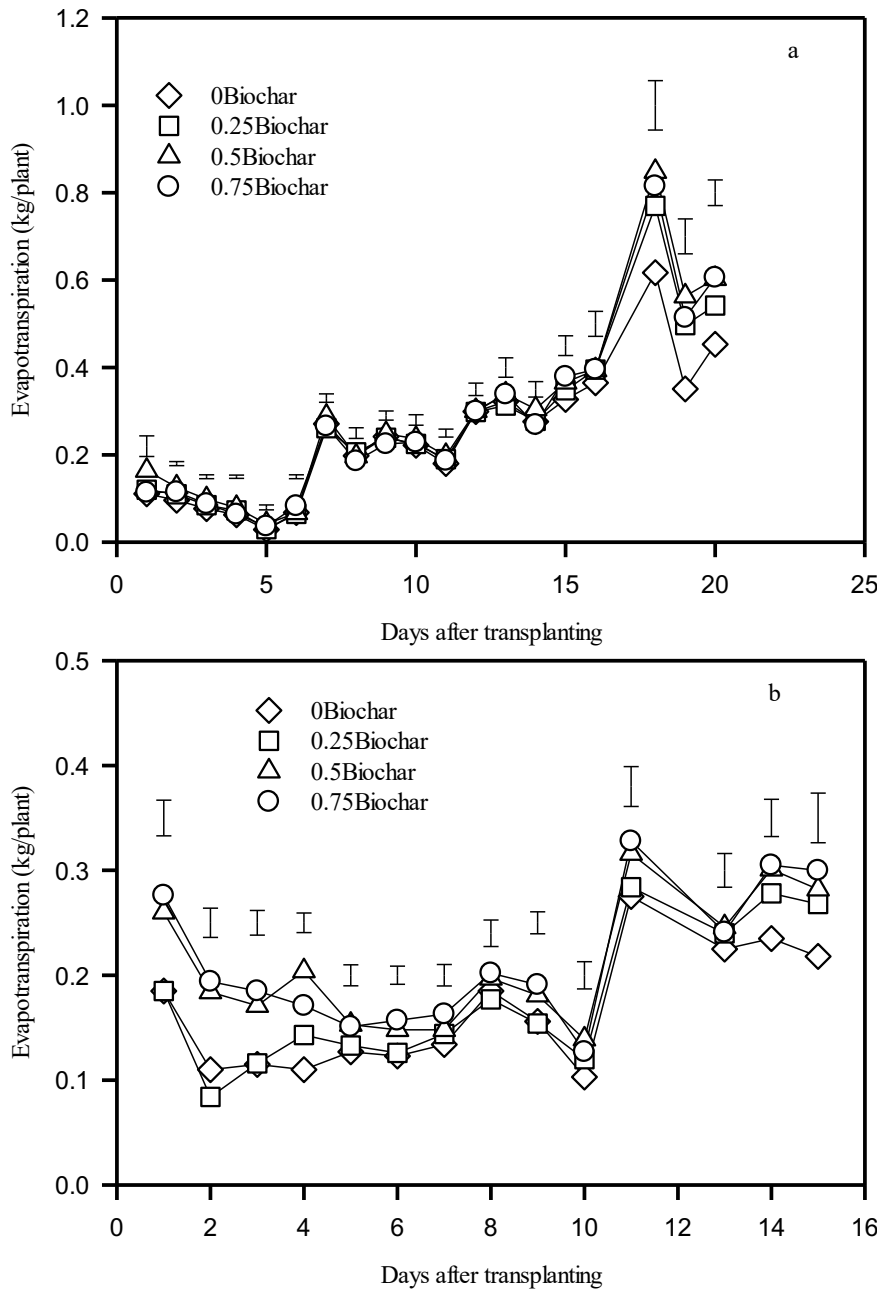 1.2
a
0Biochar
1.0
0.25Biochar
0.5Biochar
0.8
0.75Biochar
0.6
0.4
0.2
0.0
Evapotranspiration (kg/plant)
0 5 10 15 20 25
Days after transplanting
0.5
b
0Biochar
0.25Biochar
0.4
0.5Biochar
0.75Biochar
0.3
0.2
0.1
0.0
Evapotranspiration (kg/plant)
0 2 4 6 8 10 12 14 16
Days after transplanting